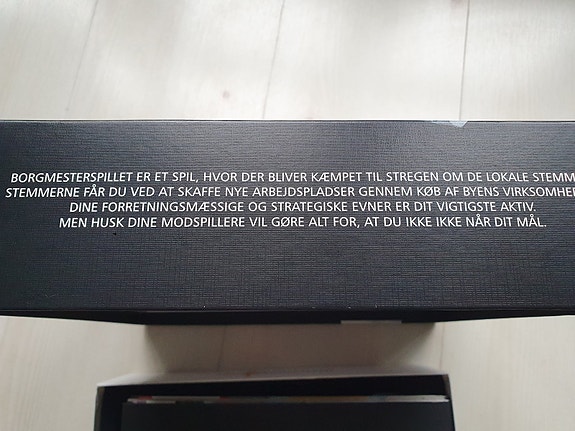 BORGMESTERSPILLET ER ET SPIL, HVOR DER BLIVER KÆMPET TIL STREGEN OM DE LOKALE STEMM
STEMMERNE FÅR DU VED AT SKAFFE NYE ARBEJDSPLADSER GENNEM KØB AF BYENS VIRKSOMHE
DINE FORRETNINGSMÆSSIGE OG STRATEGISKE EVNER ER DIT VIGTIGSTE AKTIV.
MEN HUSK DINE MODSPILLERE VIL GØRE ALT FOR, AT DU IKKE IKKE NÅR DIT MÅL.